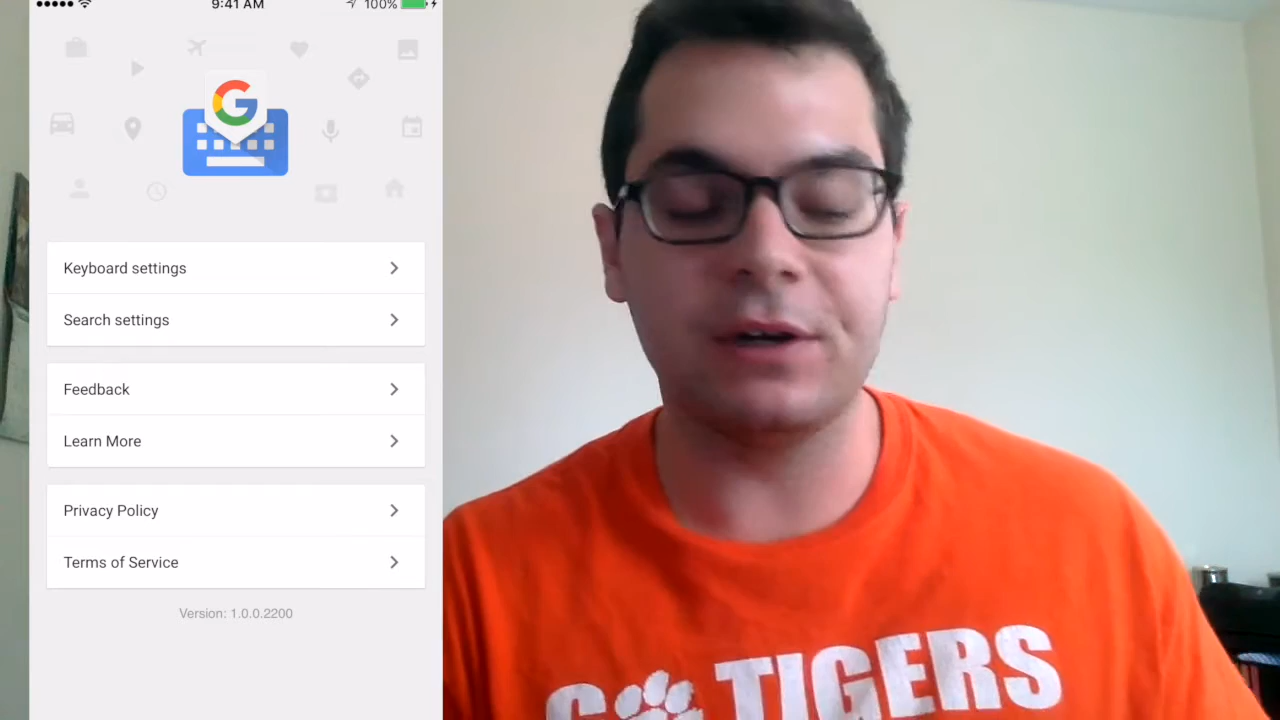 9:41 AM
100%
G
Keyboard settings
Search settings
Feedback
Learn More
Privacy Policy
Terms of Service
Version: 1.0.0.2200
GO TIGERS